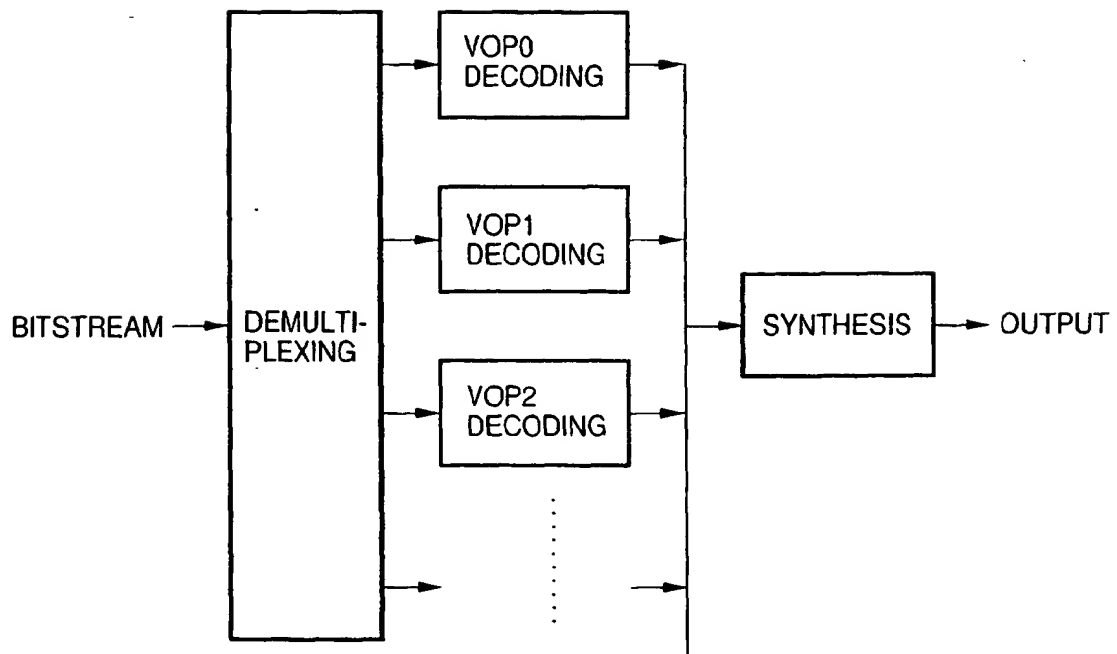 VOP0
DECODING
VOP1
DECODING
BITSTREAM
DEMULTI-
PLEXING
SYNTHESIS
OUTPUT
VOP2
DECODING